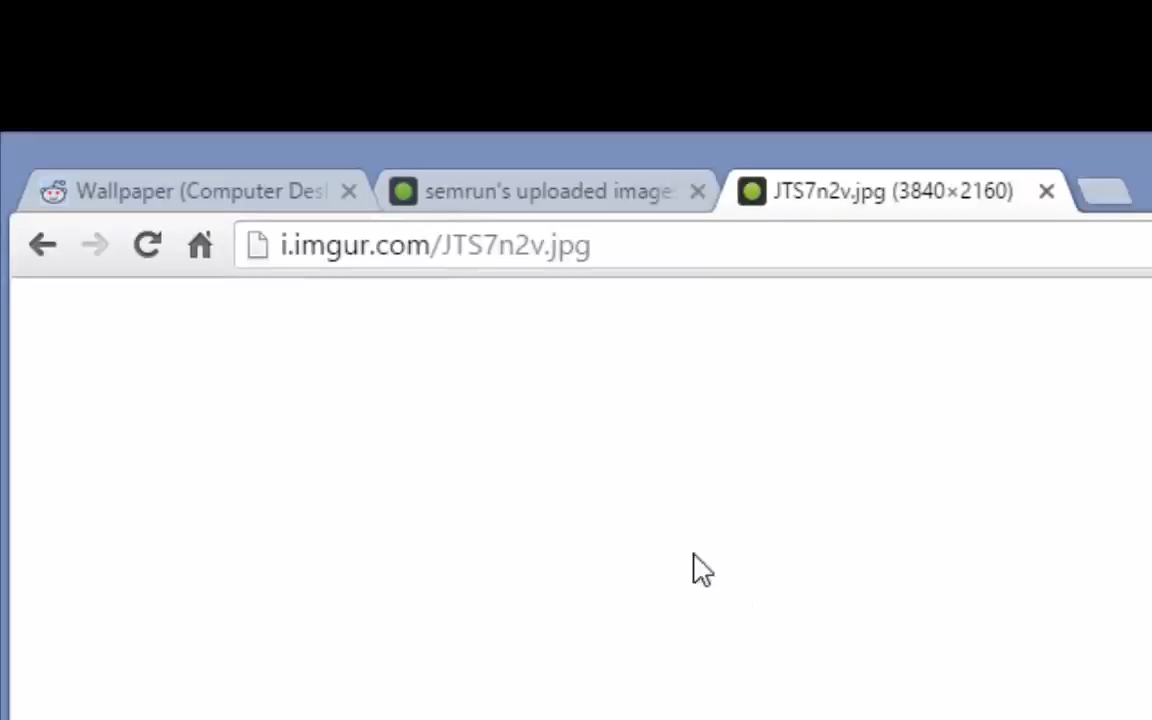 Wallpaper (Computer Des
semrun's uploaded image
JTS7n2v.jpg (3840×2160)
i.imgur.com/JTS7n2v.jpg